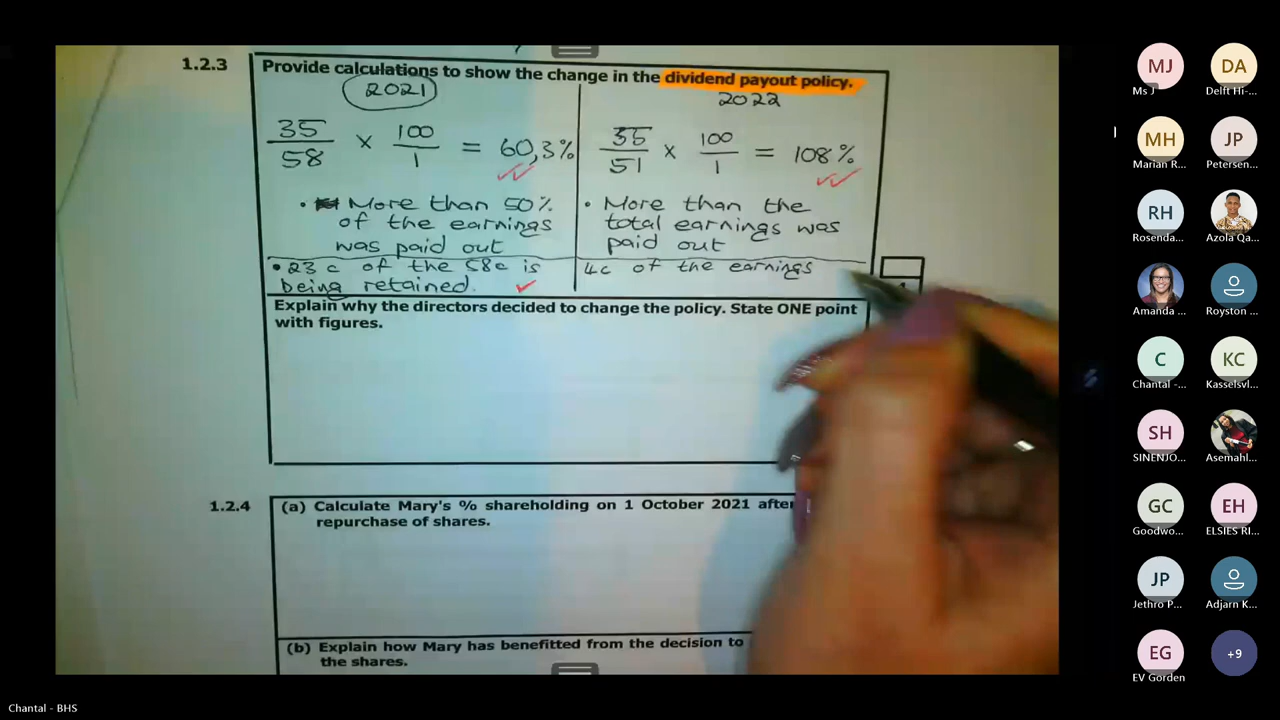 1.2.3
Provide calculations to show the change in the dividend payout policy.
2021
35/58 × 100/1 = 60,3%
• More than 50%
of the earnings
was paid out
• 23 c of the 58c is
being retained.
2022
55/51 × 100/1 = 108%
• More than the
total earnings was
paid out
4c of the earnings
Explain why the directors decided to change the policy. State ONE point
with figures.
1.2.4
(a) Calculate Mary's % shareholding on 1 October 2021 after
repurchase of shares.
(b) Explain how Mary has benefitted from the decision to
the shares.
MJ
Ms J
DA
Delft Hi-...
MH
Marian R...
JP
Petersen...
RH
Rosenda...
Azola Qa...
Amanda ...
Royston ...
C
Chantal -...
KC
Kasselsvl...
SH
SINENJO...
Asemahl...
GC
Goodwo...
EH
ELSIES RI...
JP
Jethro P...
Adjarn K...
EG
EV Gorden
+9
Chantal - BHS